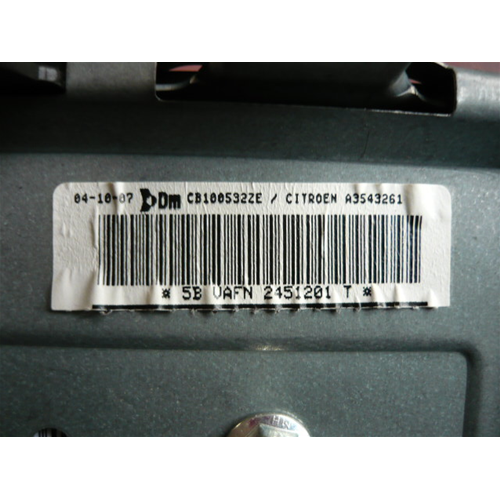 04-10-07 Dm CB100532ZE / CITROEN A3543261
* 5B VAFN 2451201 T *